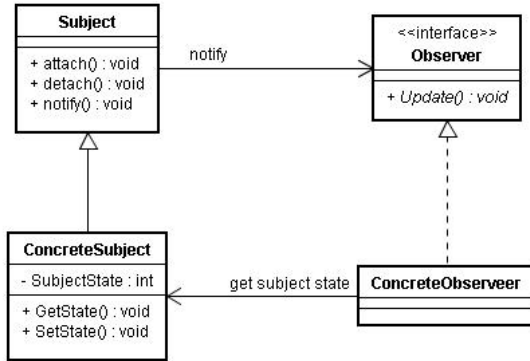 Subject
+ attach() : void
+ detach() : void
+ notify() : void
notify
<<interface>>
Observer
+ Update() : void
ConcreteSubject
- SubjectState : int
+ GetState() : void
+ SetState() : void
get subject state
ConcreteObserveer